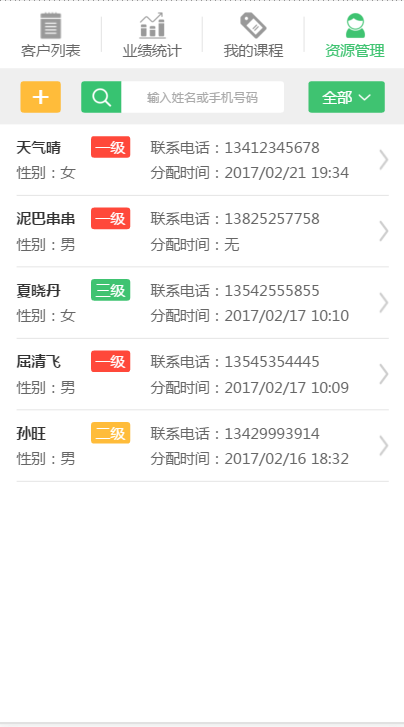 客户列表 业绩统计 我的课程 资源管理
输入姓名或手机号码 全部
天气晴 一级 联系电话：13412345678
性别：女 分配时间：2017/02/21 19:34
泥巴串串 一级 联系电话：13825257758
性别：男 分配时间：无
夏晓丹 三级 联系电话：13542555855
性别：女 分配时间：2017/02/17 10:10
屈清飞 一级 联系电话：13545354445
性别：男 分配时间：2017/02/17 10:09
孙旺 二级 联系电话：13429993914
性别：男 分配时间：2017/02/16 18:32